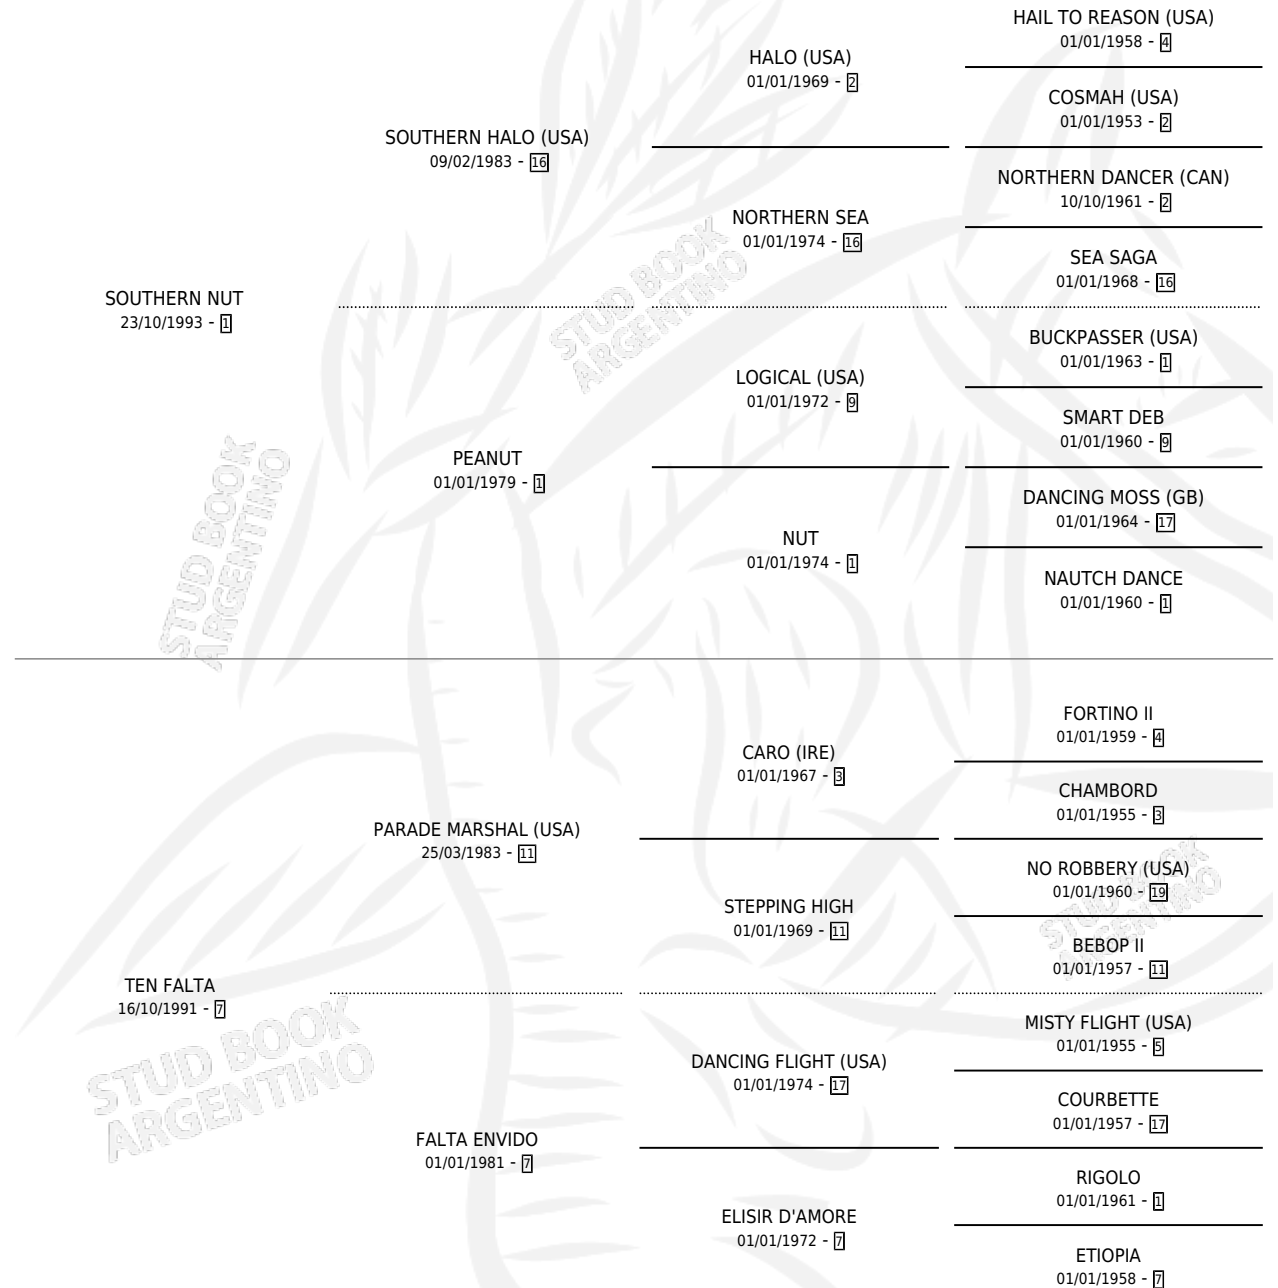 HAIL TO REASON (USA)
01/01/1958 - 4
HALO (USA)
01/01/1969 - 2
COSMAH (USA)
01/01/1953 - 2
SOUTHERN HALO (USA)
09/02/1983 - 16
NORTHERN DANCER (CAN)
10/10/1961 - 2
NORTHERN SEA
01/01/1974 - 16
SEA SAGA
01/01/1968 - 16
SOUTHERN NUT
23/10/1993 - 1
STUD BOOK
ARGENTINO
BUCKPASSER (USA)
01/01/1963 - 1
LOGICAL (USA)
01/01/1972 - 9
SMART DEB
01/01/1960 - 9
PEANUT
01/01/1979 - 1
DANCING MOSS (GB)
01/01/1964 - 17
NUT
01/01/1974 - 1
NAUTCH DANCE
01/01/1960 - 1
STUD BOOK
ARGENTINO
FORTINO II
01/01/1959 - 4
CARO (IRE)
01/01/1967 - 3
CHAMBORD
01/01/1955 - 3
PARADE MARSHAL (USA)
25/03/1983 - 11
NO ROBBERY (USA)
01/01/1960 - 19
STEPPING HIGH
01/01/1969 - 11
STUD BOOK
ARGENTINO
BEBOP II
01/01/1957 - 11
TEN FALTA
16/10/1991 - 7
MISTY FLIGHT (USA)
01/01/1955 - 5
DANCING FLIGHT (USA)
01/01/1974 - 17
COURBETTE
01/01/1957 - 17
STUD BOOK
ARGENTINO
FALTA ENVIDO
01/01/1981 - 7
RIGOLO
01/01/1961 - 1
ELISIR D'AMORE
01/01/1972 - 7
ETIOPIA
01/01/1958 - 7